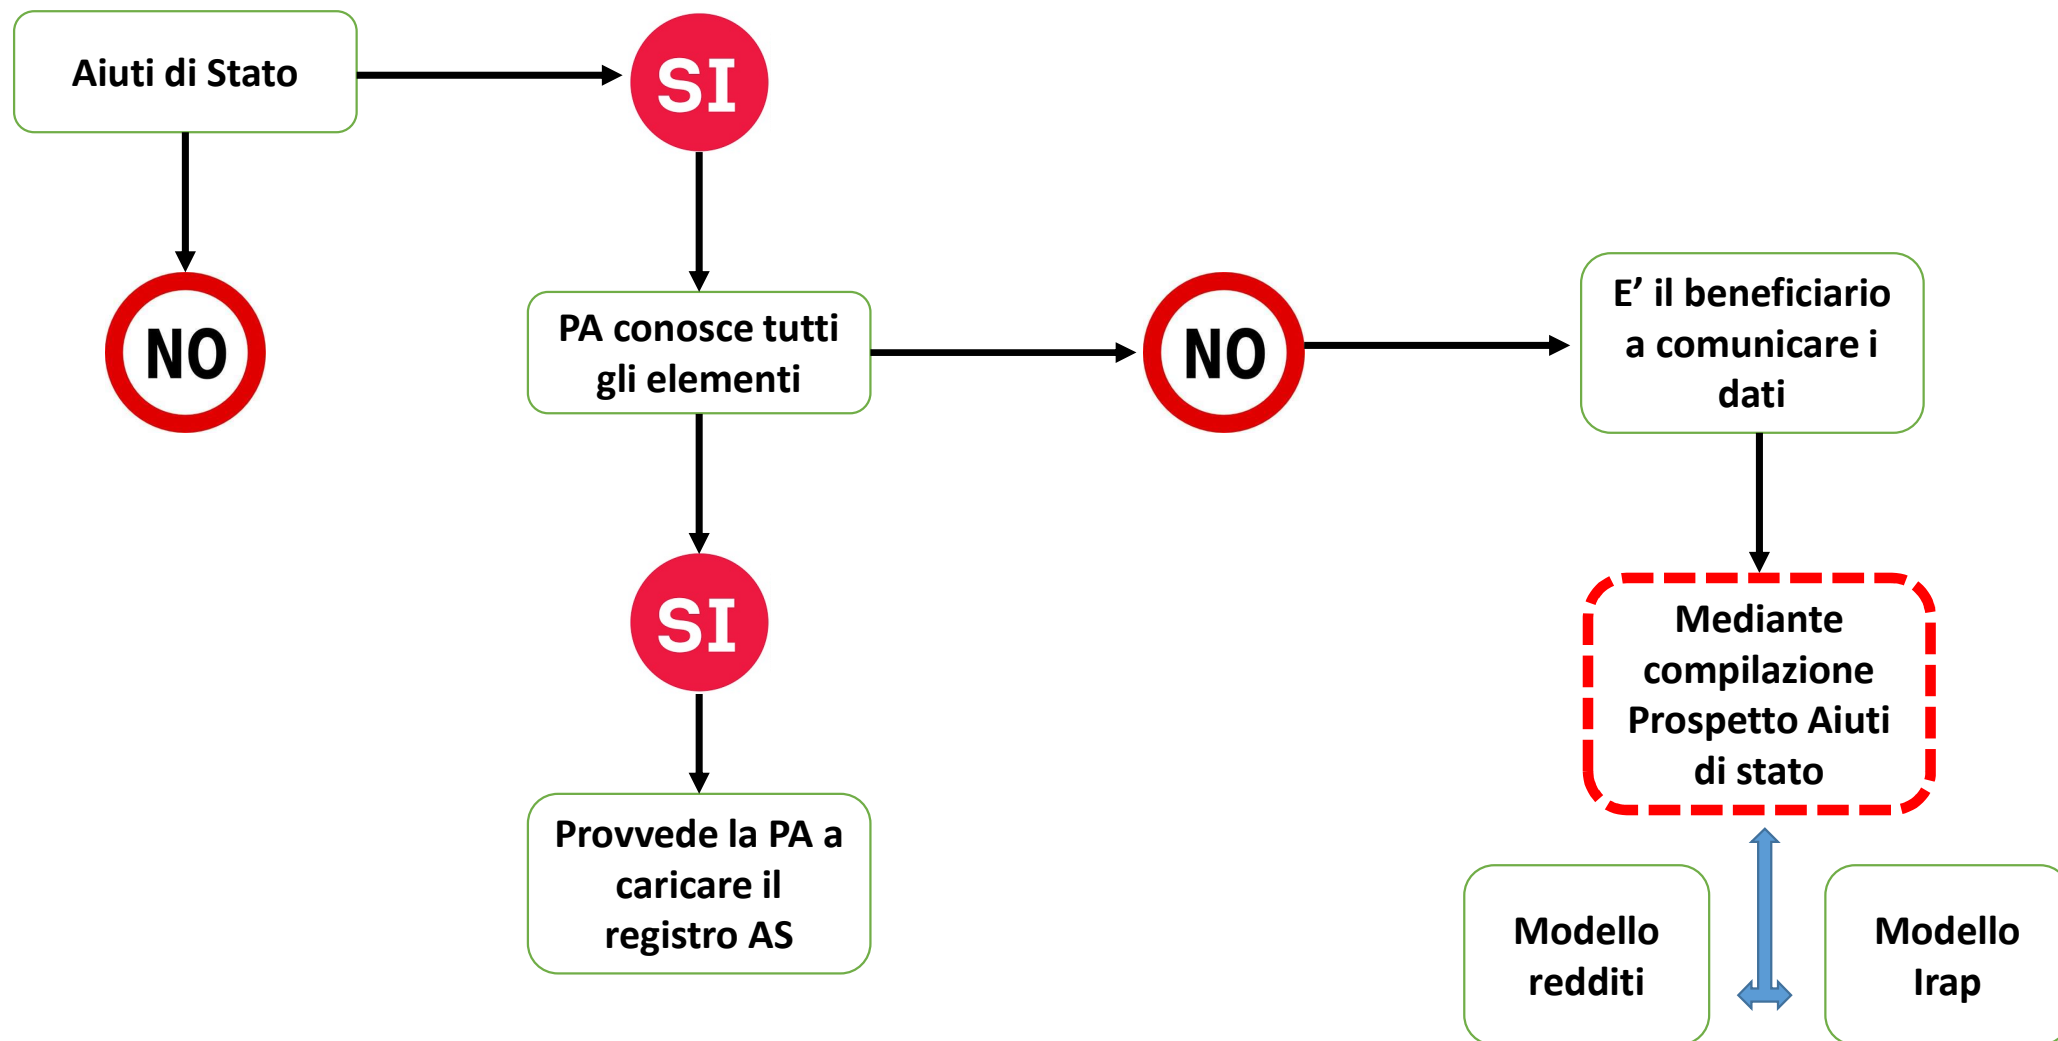 Aiuti di Stato
SI
NO
PA conosce tutti
gli elementi
NO
E’ il beneficiario
a comunicare i
dati
SI
Mediante
compilazione
Prospetto Aiuti
di stato
Provvede la PA a
caricare il
registro AS
Modello
redditi
Modello
Irap